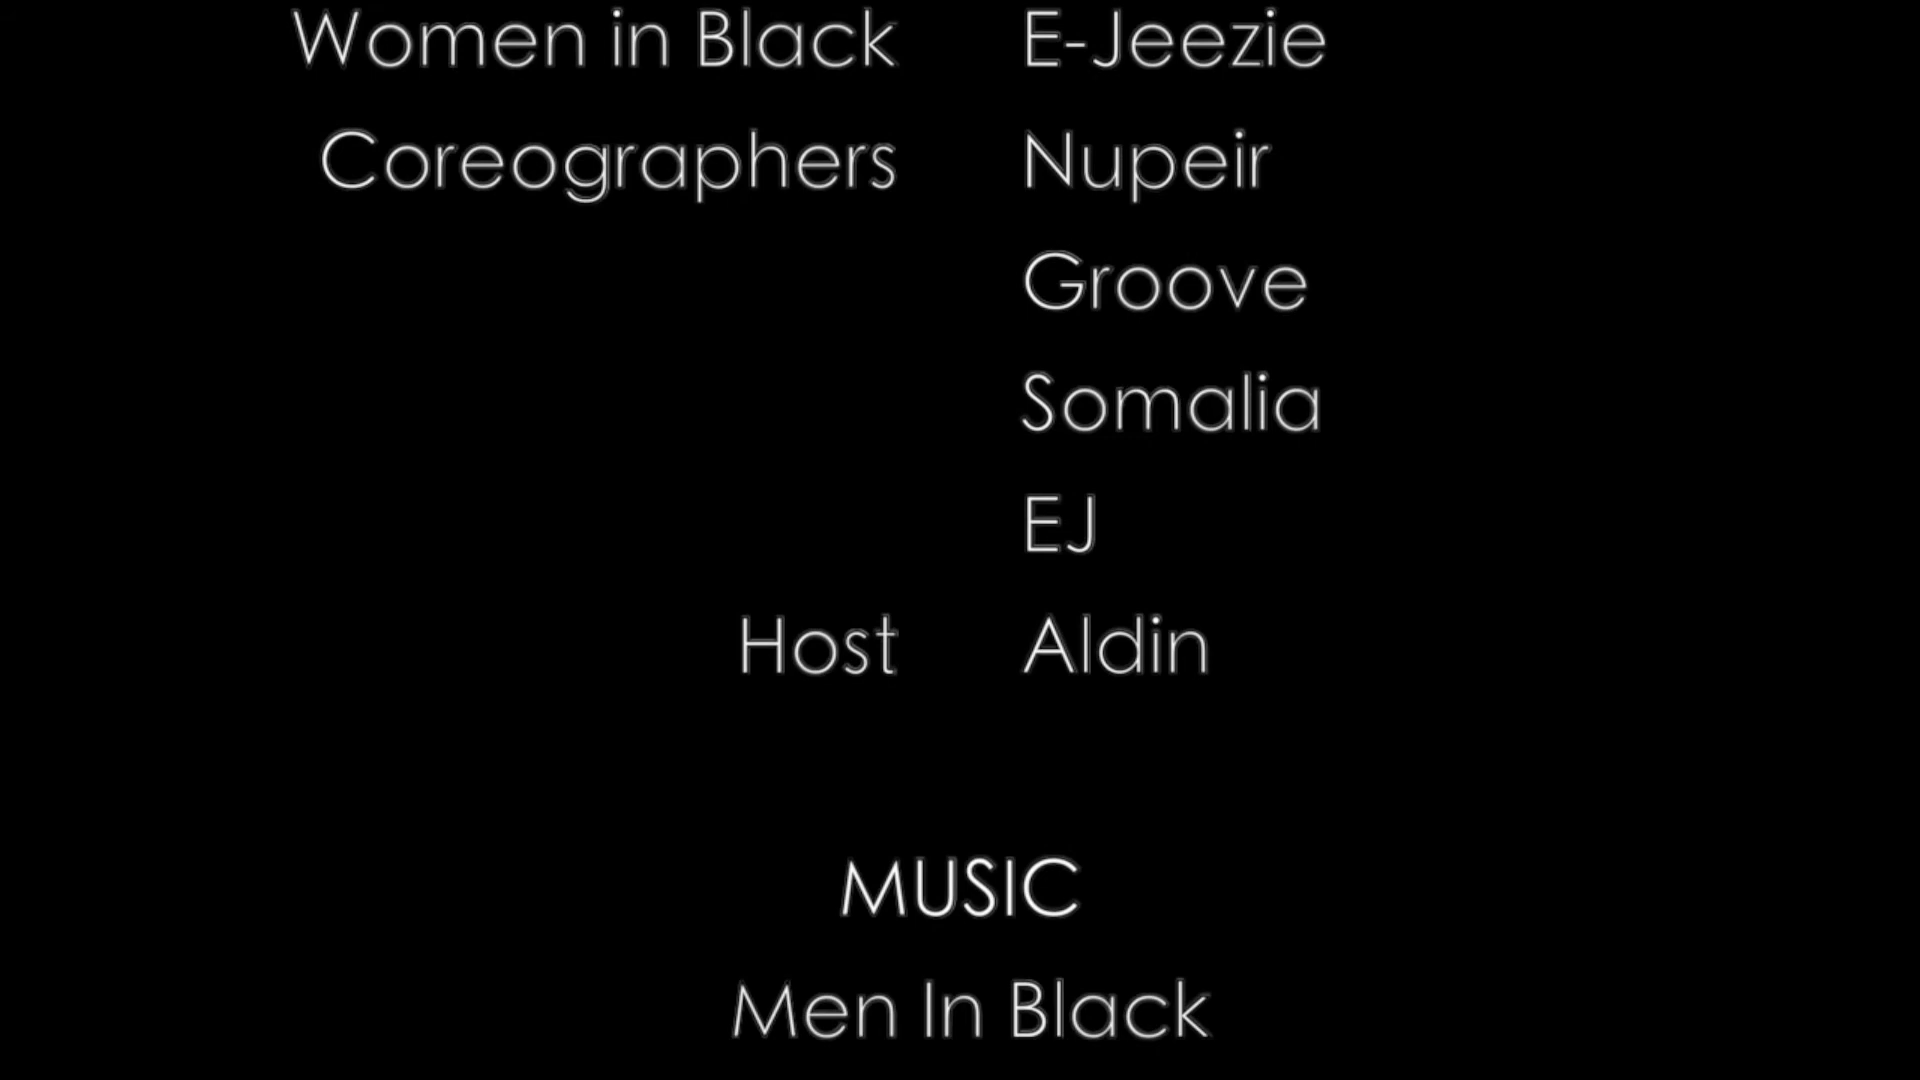 Women in Black E-Jeezie
Coreographers Nupeir
Groove
Somalia
EJ
Host Aldin
MUSIC
Men In Black